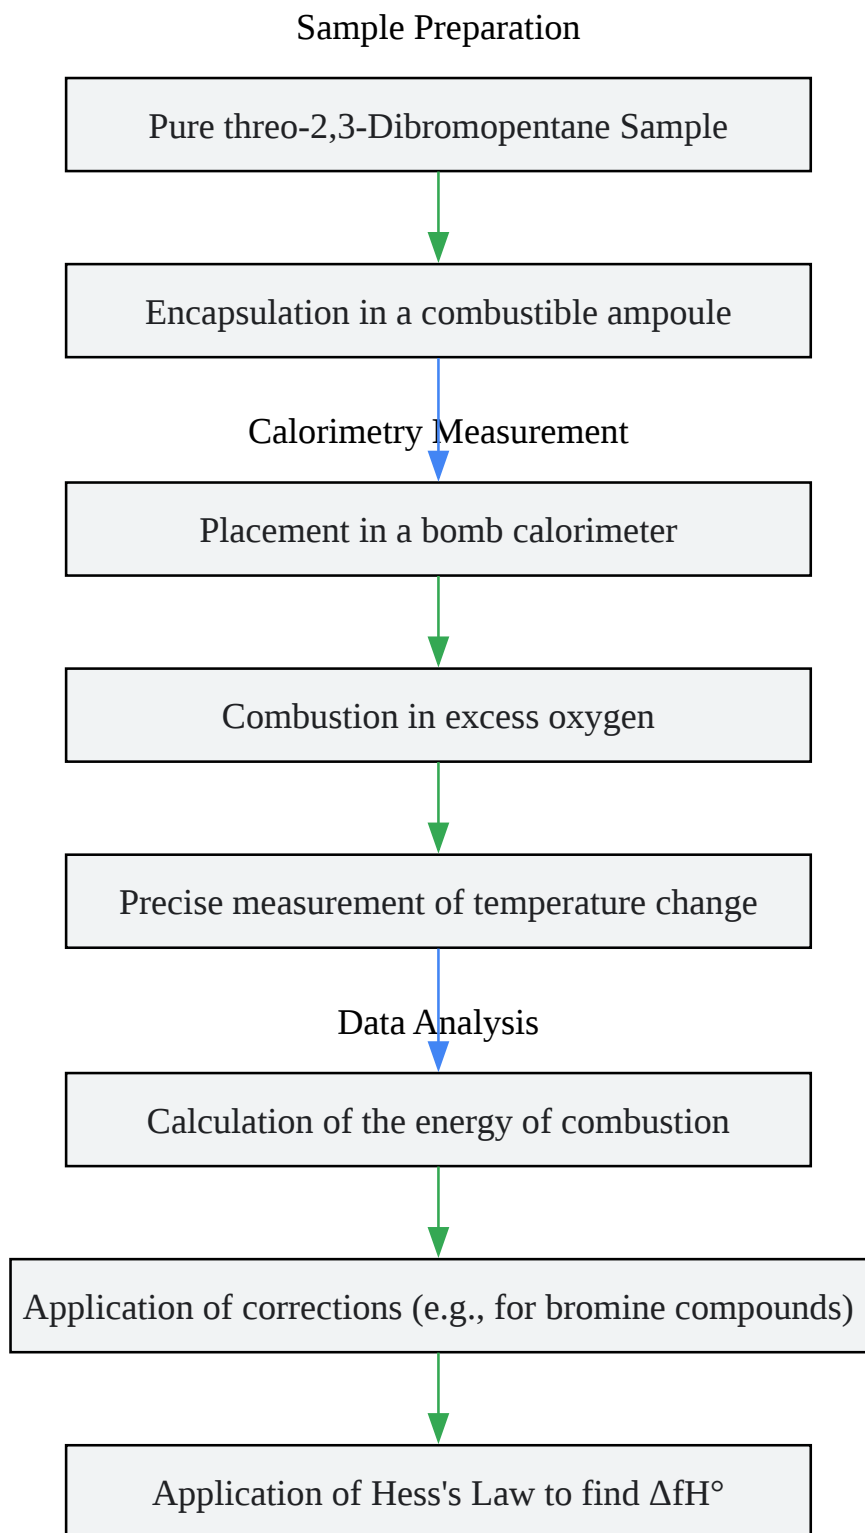 Sample Preparation
Pure threo-2,3-Dibromopentane Sample
Encapsulation in a combustible ampoule
Calorimetry Measurement
Placement in a bomb calorimeter
Combustion in excess oxygen
Precise measurement of temperature change
Data Analysis
Calculation of the energy of combustion
Application of corrections (e.g., for bromine compounds)
Application of Hess's Law to find ΔfH°